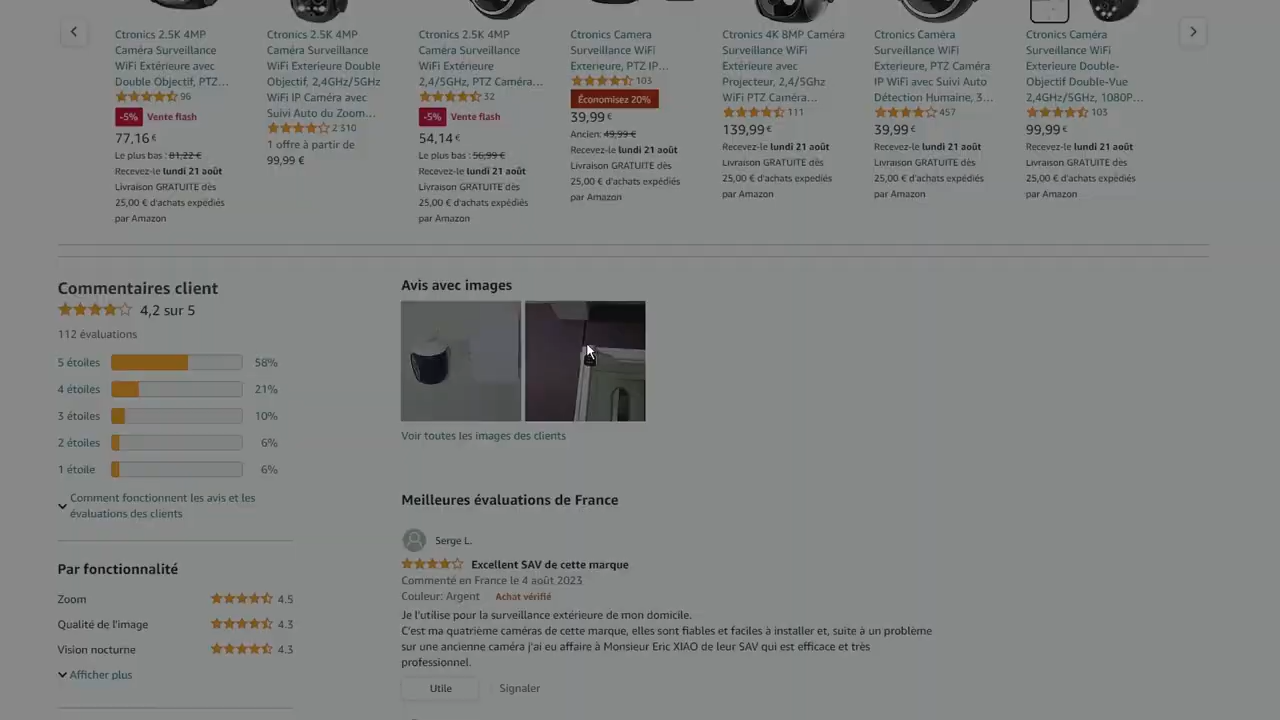 Ctronics 2.5K 4MP
Caméra Surveillance
WiFi Extérieure avec
Double Objectif, PTZ…
96
-5% Vente flash
77,16 €
Le plus bas : 81,22 €
Recevez-le lundi 21 août
Livraison GRATUITE dès
25,00 € d'achats expédiés
par Amazon
Ctronics 2.5K 4MP
Caméra Surveillance
WiFi Exterieure Double
Objectif, 2,4GHz/5GHz
WiFi IP Caméra avec
Suivi Auto du Zoom…
2 310
1 offre à partir de
99,99 €
Ctronics 2.5K 4MP
Caméra Surveillance
WiFi Extérieure
2,4/5GHz, PTZ Caméra…
32
-5% Vente flash
54,14 €
Le plus bas : 56,99 €
Recevez-le lundi 21 août
Livraison GRATUITE dès
25,00 € d'achats expédiés
par Amazon
Ctronics Camera
Surveillance WiFi
Exterieure, PTZ IP…
103
Économisez 20%
39,99 €
Ancien: 49,99 €
Recevez-le lundi 21 août
Livraison GRATUITE dès
25,00 € d'achats expédiés
par Amazon
Ctronics 4K 8MP Caméra
Surveillance WiFi
Extérieure avec
Projecteur, 2,4/5Ghz
WiFi PTZ Caméra…
111
139,99 €
Recevez-le lundi 21 août
Livraison GRATUITE dès
25,00 € d'achats expédiés
par Amazon
Ctronics Caméra
Surveillance WiFi
Extérieure, PTZ Caméra
IP WiFi avec Suivi Auto
Détection Humaine, 3…
457
39,99 €
Recevez-le lundi 21 août
Livraison GRATUITE dès
25,00 € d'achats expédiés
par Amazon
Ctronics Caméra
Surveillance WiFi
Exterieure Double-
Objectif Double-Vue
2,4GHz/5GHz, 1080P…
103
99,99 €
Recevez-le lundi 21 août
Livraison GRATUITE dès
25,00 € d'achats expédiés
par Amazon
Commentaires client
4,2 sur 5
112 évaluations
5 étoiles 58%
4 étoiles 21%
3 étoiles 10%
2 étoiles 6%
1 étoile 6%
Comment fonctionnent les avis et les
évaluations des clients
Par fonctionnalité
Zoom 4.5
Qualité de l'image 4.3
Vision nocturne 4.3
Afficher plus
Avis avec images
Voir toutes les images des clients
Meilleures évaluations de France
Serge L.
Excellent SAV de cette marque
Commenté en France le 4 août 2023
Couleur: Argent Achat vérifié
Je l'utilise pour la surveillance extérieure de mon domicile.
C'est ma quatrième caméras de cette marque, elles sont fiables et faciles à installer et, suite à un problème
sur une ancienne caméra j'ai eu affaire à Monsieur Eric XIAO de leur SAV qui est efficace et très
professionnel.
Utile Signaler